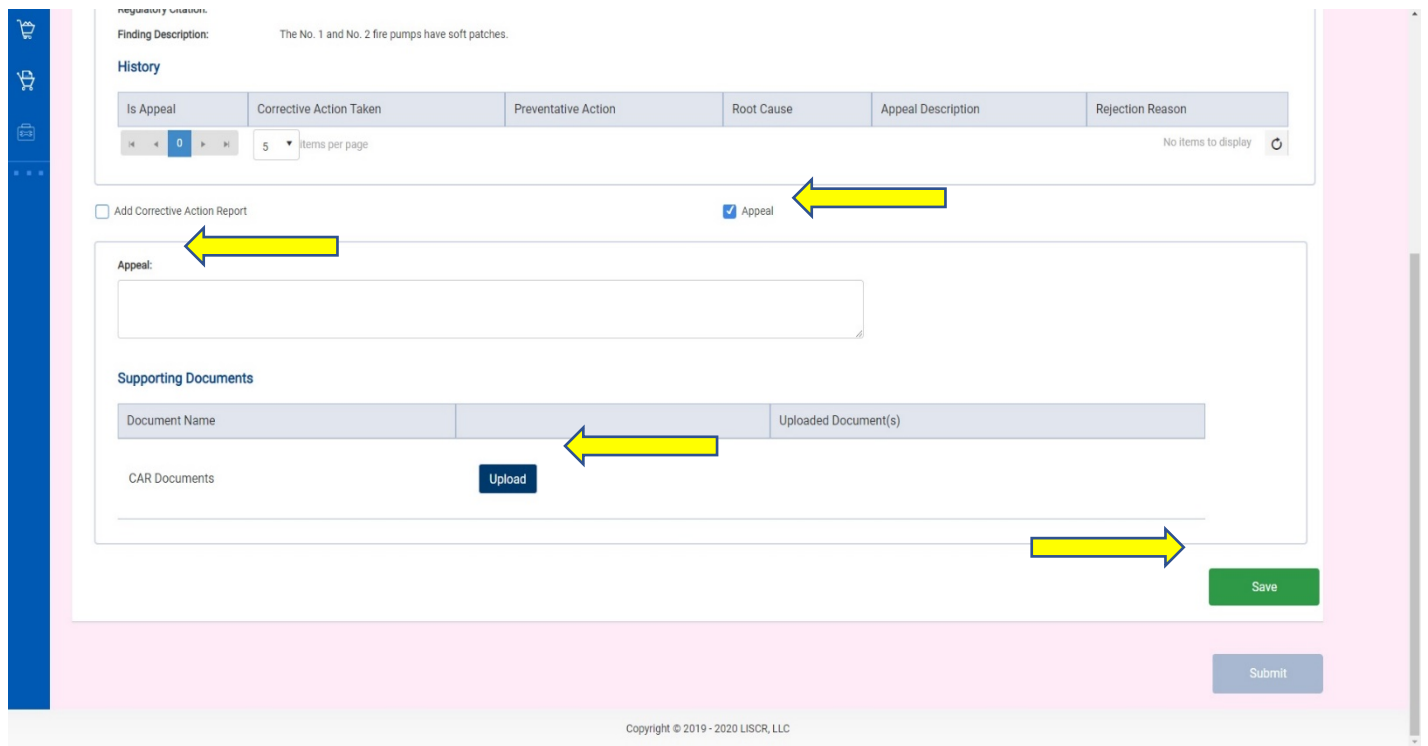 Regulatory Citation:
Finding Description: The No. 1 and No. 2 fire pumps have soft patches.
History
Is Appeal Corrective Action Taken Preventative Action Root Cause Appeal Description Rejection Reason
0 5 items per page No items to display
Add Corrective Action Report Appeal
Appeal:
Supporting Documents
Document Name Uploaded Document(s)
CAR Documents Upload
Save
Submit
Copyright © 2019 - 2020 LISCR, LLC